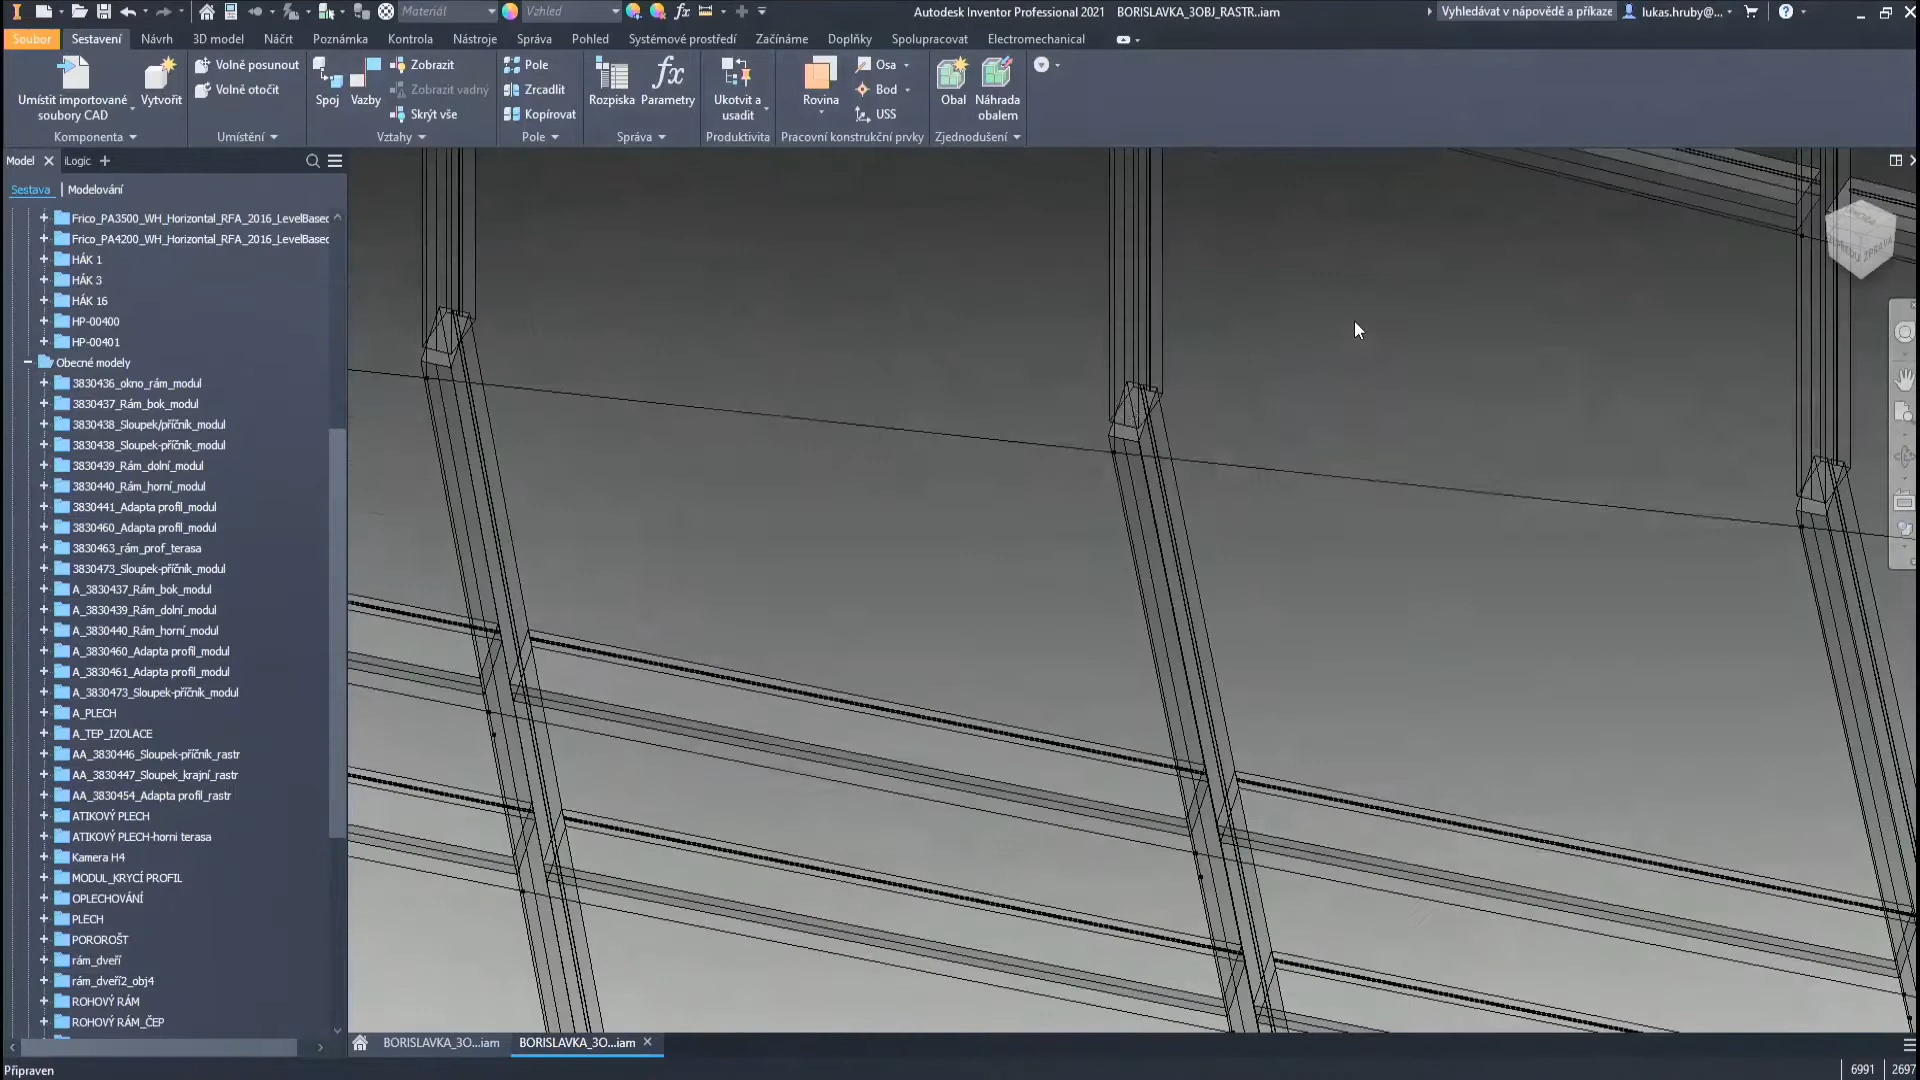 Materiál
Vzhled
Autodesk Inventor Professional 2021 BORISLAVKA_3OBJ_RASTR..iam
Vyhledávat v nápovědě a příkaze
lukas.hruby@...
Soubor
Sestavení
Návrh
3D model
Náčrt
Poznámka
Kontrola
Nástroje
Správa
Pohled
Systémové prostředí
Začínáme
Doplňky
Spolupracovat
Electromechanical
Umístit importované soubory CAD
Vytvořit
Volně posunout
Volně otočit
Spoj
Vazby
Zobrazit
Zobrazit vadný
Skrýt vše
Pole
Zrcadlit
Kopírovat
Rozpiska
Parametry
Ukotvit a usadit
Rovina
Osa
Bod
USS
Obal
Náhrada obalem
Komponenta
Umístění
Vztahy
Pole
Správa
Produktivita
Pracovní konstrukční prvky
Zjednodušení
Model
iLogic
Sestava
Modelování
Frico_PA3500_WH_Horizontal_RFA_2016_LevelBased
Frico_PA4200_WH_Horizontal_RFA_2016_LevelBased
HÁK 1
HÁK 3
HÁK 16
HP-00400
HP-00401
Obecné modely
3830436_okno_rám_modul
3830437_Rám_bok_modul
3830438_Sloupek/příčník_modul
3830438_Sloupek-příčník_modul
3830439_Rám_dolní_modul
3830440_Rám_horní_modul
3830441_Adapta profil_modul
3830460_Adapta profil_modul
3830463_rám_prof_terasa
3830473_Sloupek-příčník_modul
A_3830437_Rám_bok_modul
A_3830439_Rám_dolní_modul
A_3830440_Rám_horní_modul
A_3830460_Adapta profil_modul
A_3830461_Adapta profil_modul
A_3830473_Sloupek-příčník_modul
A_PLECH
A_TEP_IZOLACE
AA_3830446_Sloupek-příčník_rastr
AA_3830447_Sloupek_krajní_rastr
AA_3830454_Adapta profil_rastr
ATIKOVÝ PLECH
ATIKOVÝ PLECH-horni terasa
Kamera H4
MODUL_KRYCÍ PROFIL
OPLECHOVÁNÍ
PLECH
POROROŠT
rám_dveří
rám_dveří2_obj4
ROHOVÝ RÁM
ROHOVÝ RÁM_ČEP
ZPRAVA
BORISLAVKA_3O...iam
BORISLAVKA_3O...iam
Připraven
6991
2697